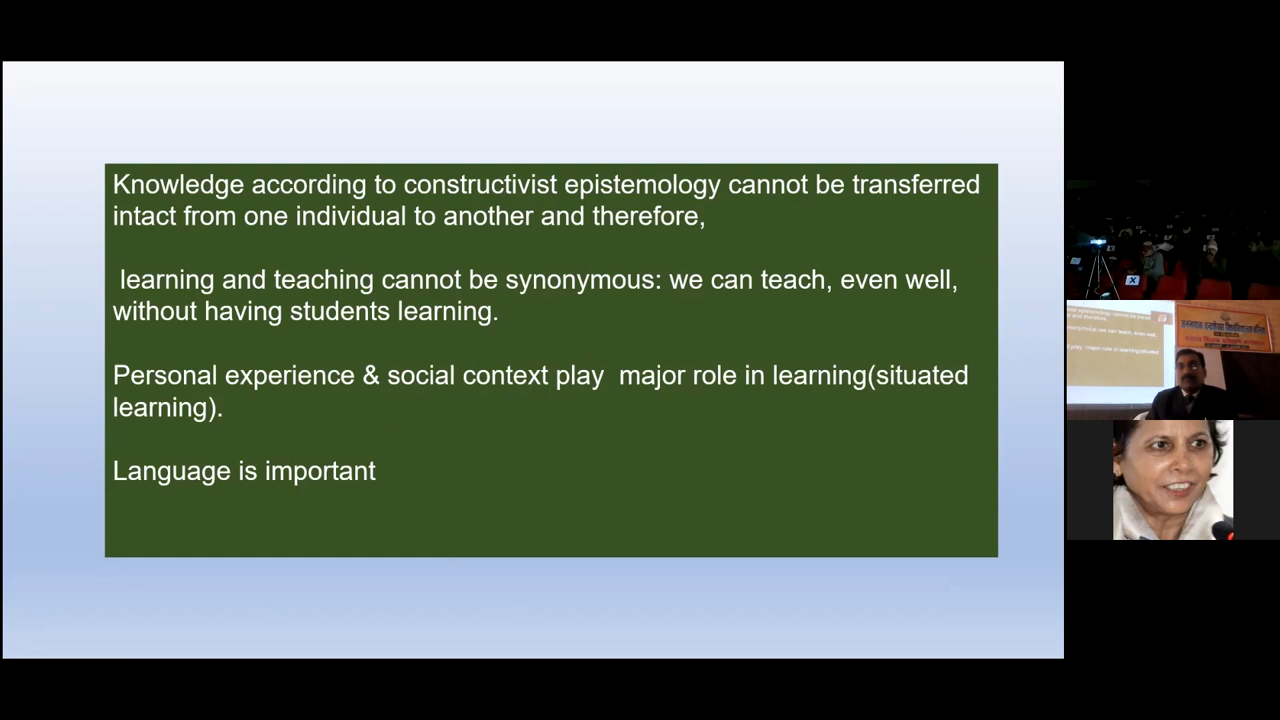 Knowledge according to constructivist epistemology cannot be transferred
intact from one individual to another and therefore,
learning and teaching cannot be synonymous: we can teach, even well,
without having students learning.
Personal experience & social context play  major role in learning(situated
learning).
Language is important